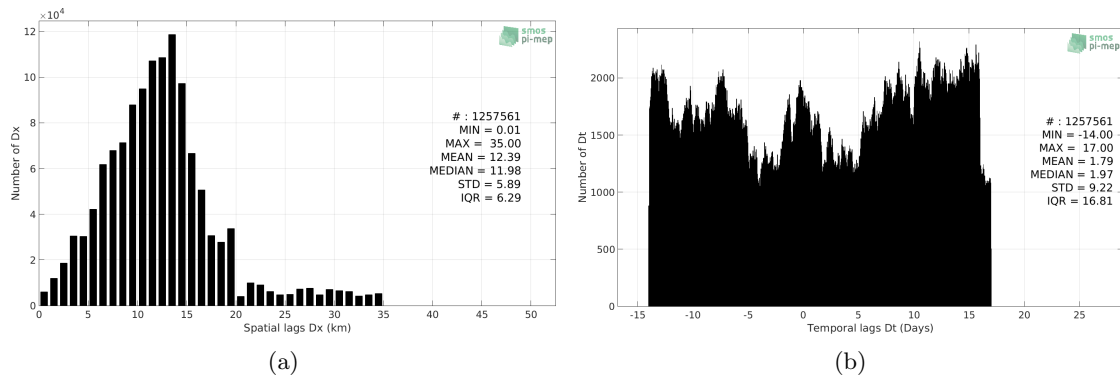 ×10⁴
12
10
8
6
4
2
0
Number of Dx
smos
pi-mep
# : 1257561
MIN = 0.01
MAX = 35.00
MEAN = 12.39
MEDIAN = 11.98
STD = 5.89
IQR = 6.29
0 5 10 15 20 25 30 35 40 45 50
Spatial lags Dx (km)
(a)
2000
1500
1000
500
0
Number of Dt
smos
pi-mep
# : 1257561
MIN = -14.00
MAX = 17.00
MEAN = 1.79
MEDIAN = 1.97
STD = 9.22
IQR = 16.81
-15 -10 -5 0 5 10 15 20 25
Temporal lags Dt (Days)
(b)